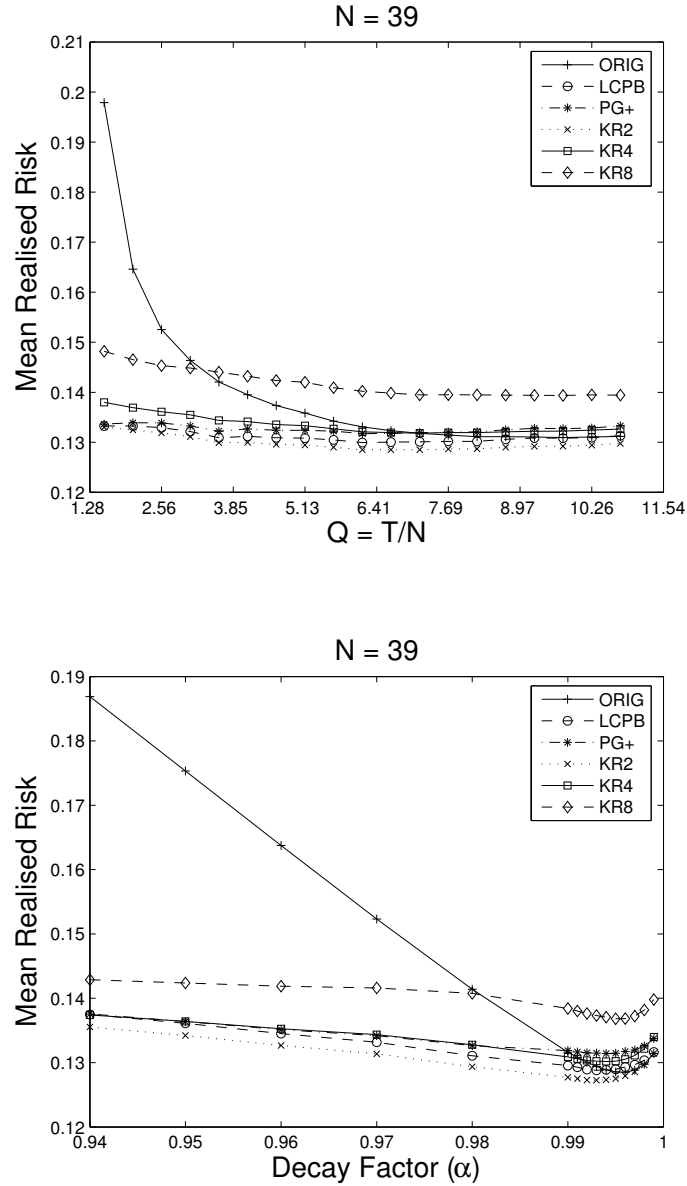 N = 39
0.21
0.2
0.19
0.18
0.17
0.16
0.15
0.14
0.13
0.12
Mean Realised Risk
ORIG
LCPB
PG+
KR2
KR4
KR8
1.28 2.56 3.85 5.13 6.41 7.69 8.97 10.26 11.54
Q = T/N
N = 39
0.19
0.18
0.17
0.16
0.15
0.14
0.13
0.12
Mean Realised Risk
ORIG
LCPB
PG+
KR2
KR4
KR8
0.94 0.95 0.96 0.97 0.98 0.99 1
Decay Factor (α)